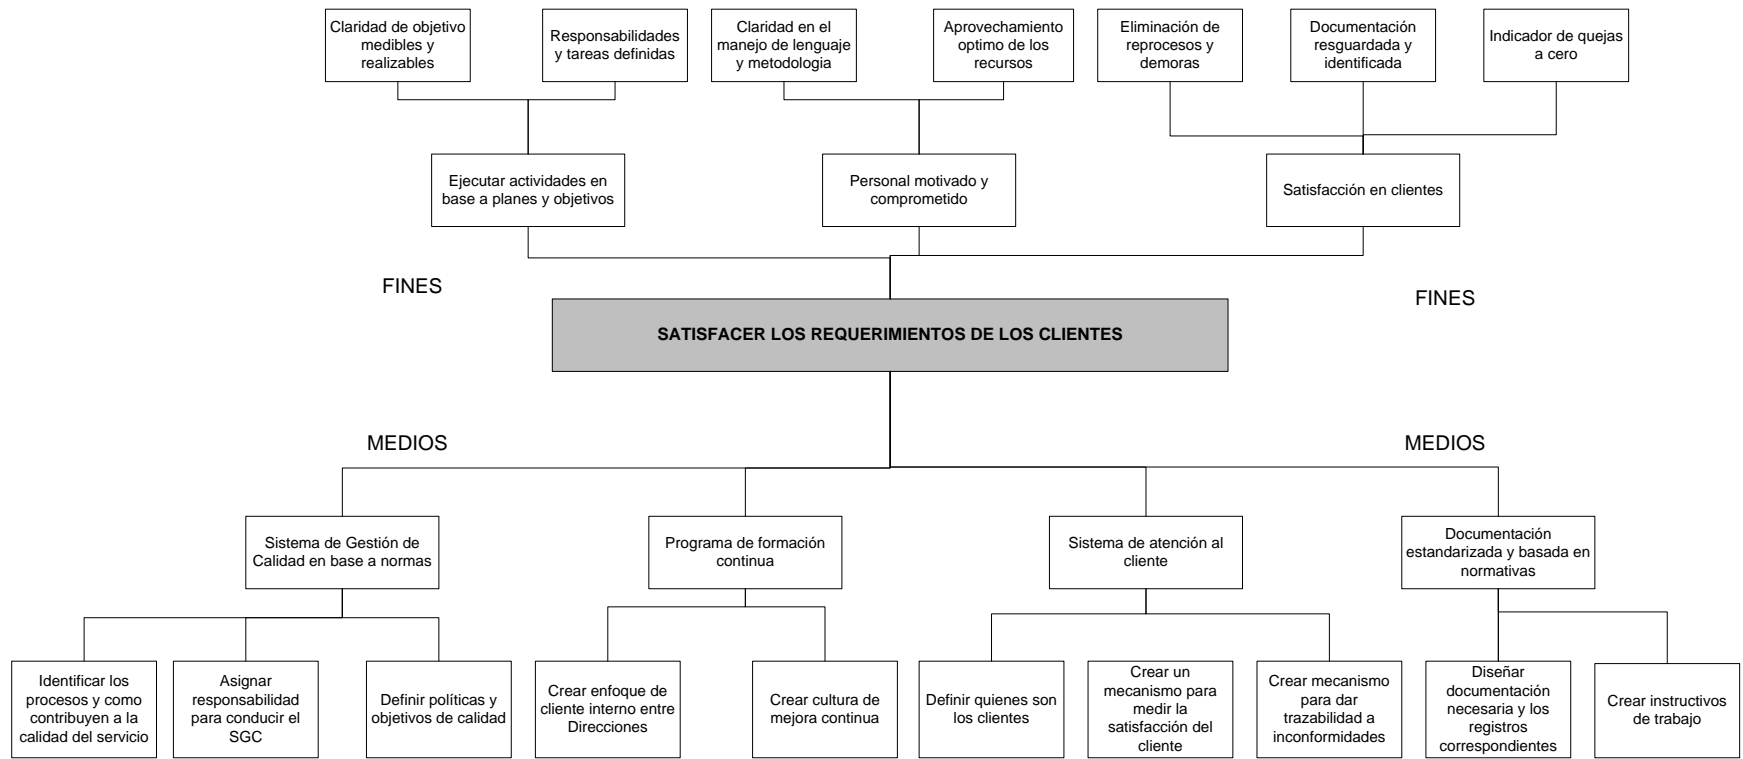 Claridad de objetivo
medibles y
realizables
Responsabilidades
y tareas definidas
Claridad en el
manejo de lenguaje
y metodologia
Aprovechamiento
optimo de los
recursos
Eliminación de
reprocesos y
demoras
Documentación
resguardada y
identificada
Indicador de quejas
a cero
Ejecutar actividades en
base a planes y objetivos
Personal motivado y
comprometido
Satisfacción en clientes
FINES
FINES
SATISFACER LOS REQUERIMIENTOS DE LOS CLIENTES
MEDIOS
MEDIOS
Sistema de Gestión de
Calidad en base a normas
Programa de formación
continua
Sistema de atención al
cliente
Documentación
estandarizada y basada en
normativas
Identificar los
procesos y como
contribuyen a la
calidad del servicio
Asignar
responsabilidad
para conducir el
SGC
Definir políticas y
objetivos de calidad
Crear enfoque de
cliente interno entre
Direcciones
Crear cultura de
mejora continua
Definir quienes son
los clientes
Crear un
mecanismo para
medir la
satisfacción del
cliente
Crear mecanismo
para dar
trazabilidad a
inconformidades
Diseñar
documentación
necesaria y los
registros
correspondientes
Crear instructivos
de trabajo